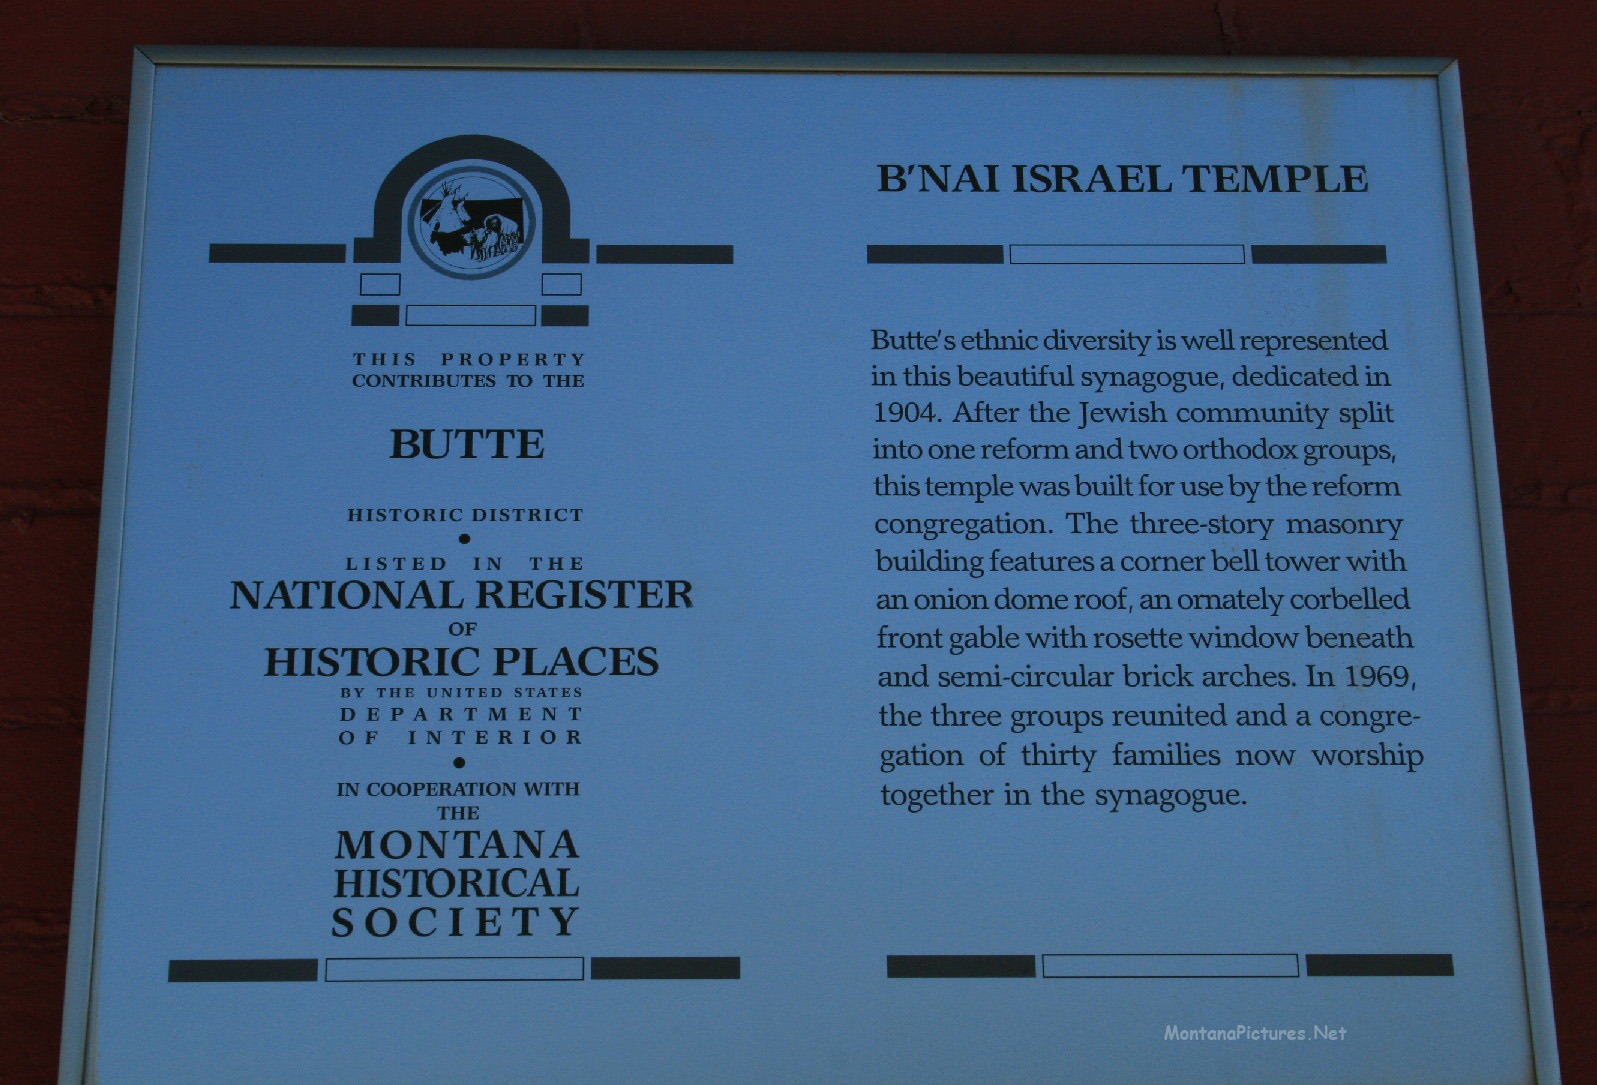 THIS PROPERTY
CONTRIBUTES TO THE
BUTTE
HISTORIC DISTRICT
LISTED IN THE
NATIONAL REGISTER
OF
HISTORIC PLACES
BY THE UNITED STATES
DEPARTMENT
OF INTERIOR
IN COOPERATION WITH
THE
MONTANA
HISTORICAL
SOCIETY
B'NAI ISRAEL TEMPLE
Butte's ethnic diversity is well represented
in this beautiful synagogue, dedicated in
1904. After the Jewish community split
into one reform and two orthodox groups,
this temple was built for use by the reform
congregation. The three-story masonry
building features a corner bell tower with
an onion dome roof, an ornately corbelled
front gable with rosette window beneath
and semi-circular brick arches. In 1969,
the three groups reunited and a congre-
gation of thirty families now worship
together in the synagogue.
MontanaPictures.Net